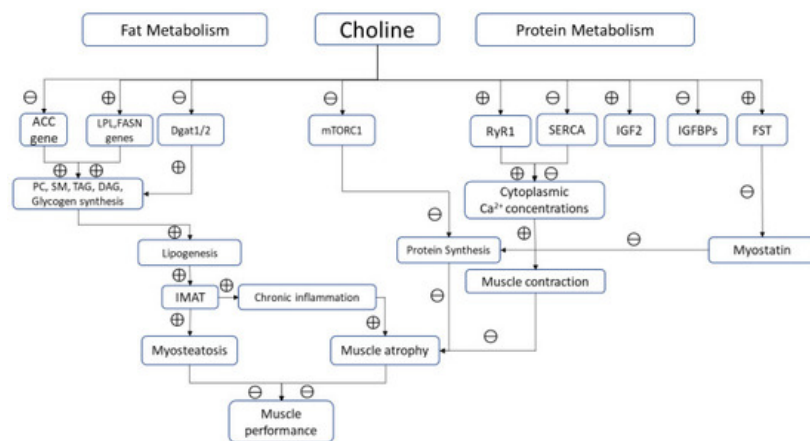 Fat Metabolism
Choline
Protein Metabolism
⊖
⊕
⊖
⊖
⊕
⊖
⊕
⊖
⊕
ACC
gene
LPL,FASN
genes
Dgat1/2
mTORC1
RyR1
SERCA
IGF2
IGFBPs
FST
⊕
⊕
⊕
⊕
⊖
⊖
PC, SM, TAG, DAG,
Glycogen synthesis
Cytoplasmic
Ca²⁺ concentrations
⊖
⊕
⊕
⊖
Lipogenesis
Protein Synthesis
Myostatin
⊕
IMAT
⊕
Chronic inflammation
Muscle contraction
⊕
⊕
⊖
⊖
Myosteatosis
Muscle atrophy
⊖
⊖
Muscle
performance